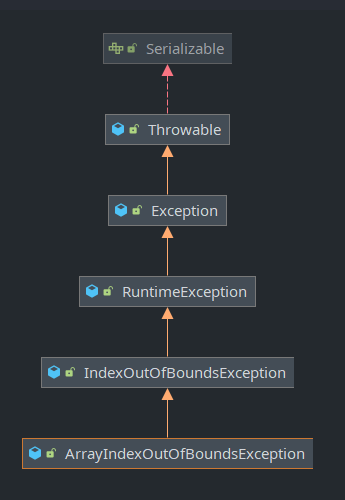 Serializable
Throwable
Exception
RuntimeException
IndexOutOfBoundsException
ArrayIndexOutOfBoundsException